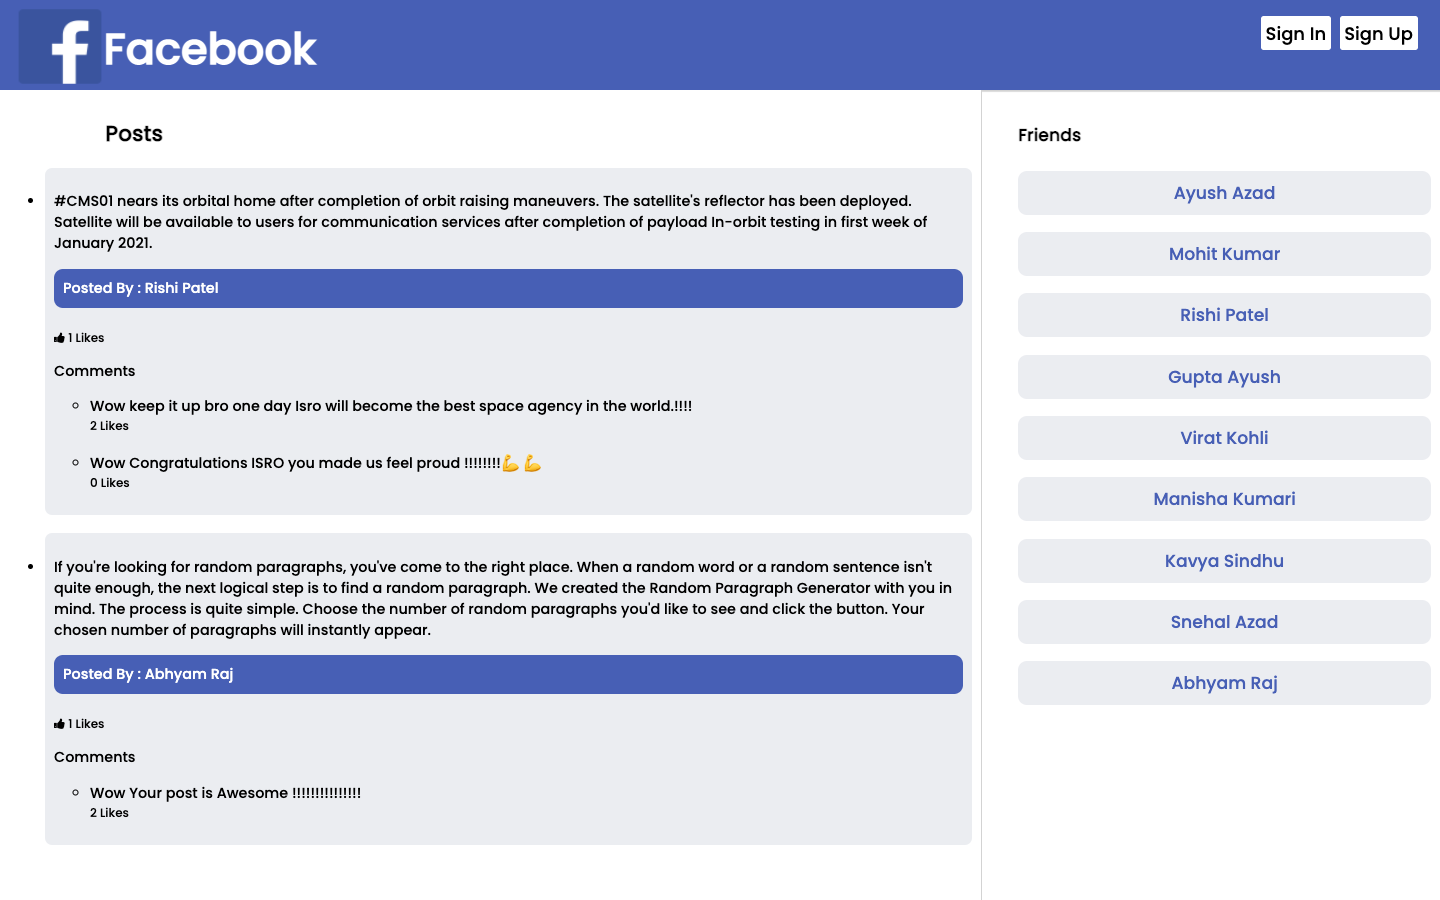 Facebook
Sign In
Sign Up
Posts
#CMS01 nears its orbital home after completion of orbit raising maneuvers. The satellite's reflector has been deployed.
Satellite will be available to users for communication services after completion of payload In-orbit testing in first week of
January 2021.
Posted By : Rishi Patel
1 Likes
Comments
Wow keep it up bro one day Isro will become the best space agency in the world.!!!!
2 Likes
Wow Congratulations ISRO you made us feel proud !!!!!!!!💪💪
0 Likes
If you're looking for random paragraphs, you've come to the right place. When a random word or a random sentence isn't
quite enough, the next logical step is to find a random paragraph. We created the Random Paragraph Generator with you in
mind. The process is quite simple. Choose the number of random paragraphs you'd like to see and click the button. Your
chosen number of paragraphs will instantly appear.
Posted By : Abhyam Raj
1 Likes
Comments
Wow Your post is Awesome !!!!!!!!!!!!!!!
2 Likes
Friends
Ayush Azad
Mohit Kumar
Rishi Patel
Gupta Ayush
Virat Kohli
Manisha Kumari
Kavya Sindhu
Snehal Azad
Abhyam Raj